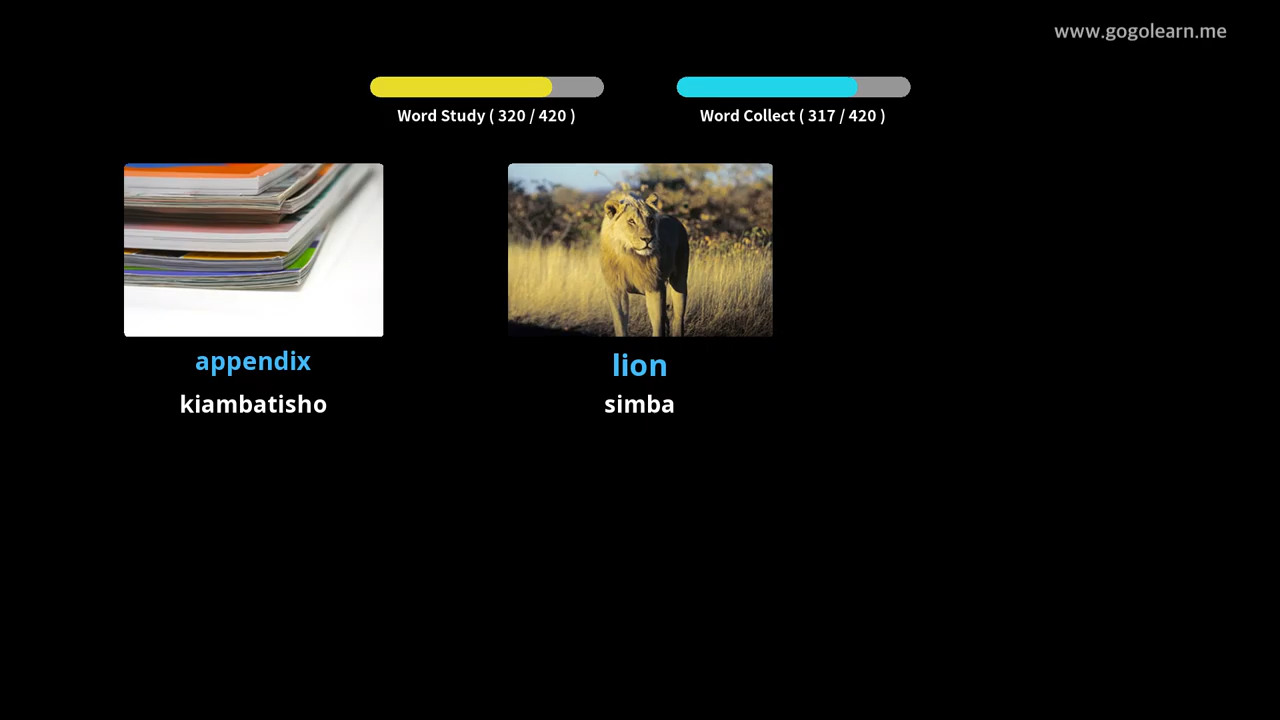 www.gogolearn.me
Word Study ( 320 / 420 )
Word Collect ( 317 / 420 )
appendix
kiambatisho
lion
simba